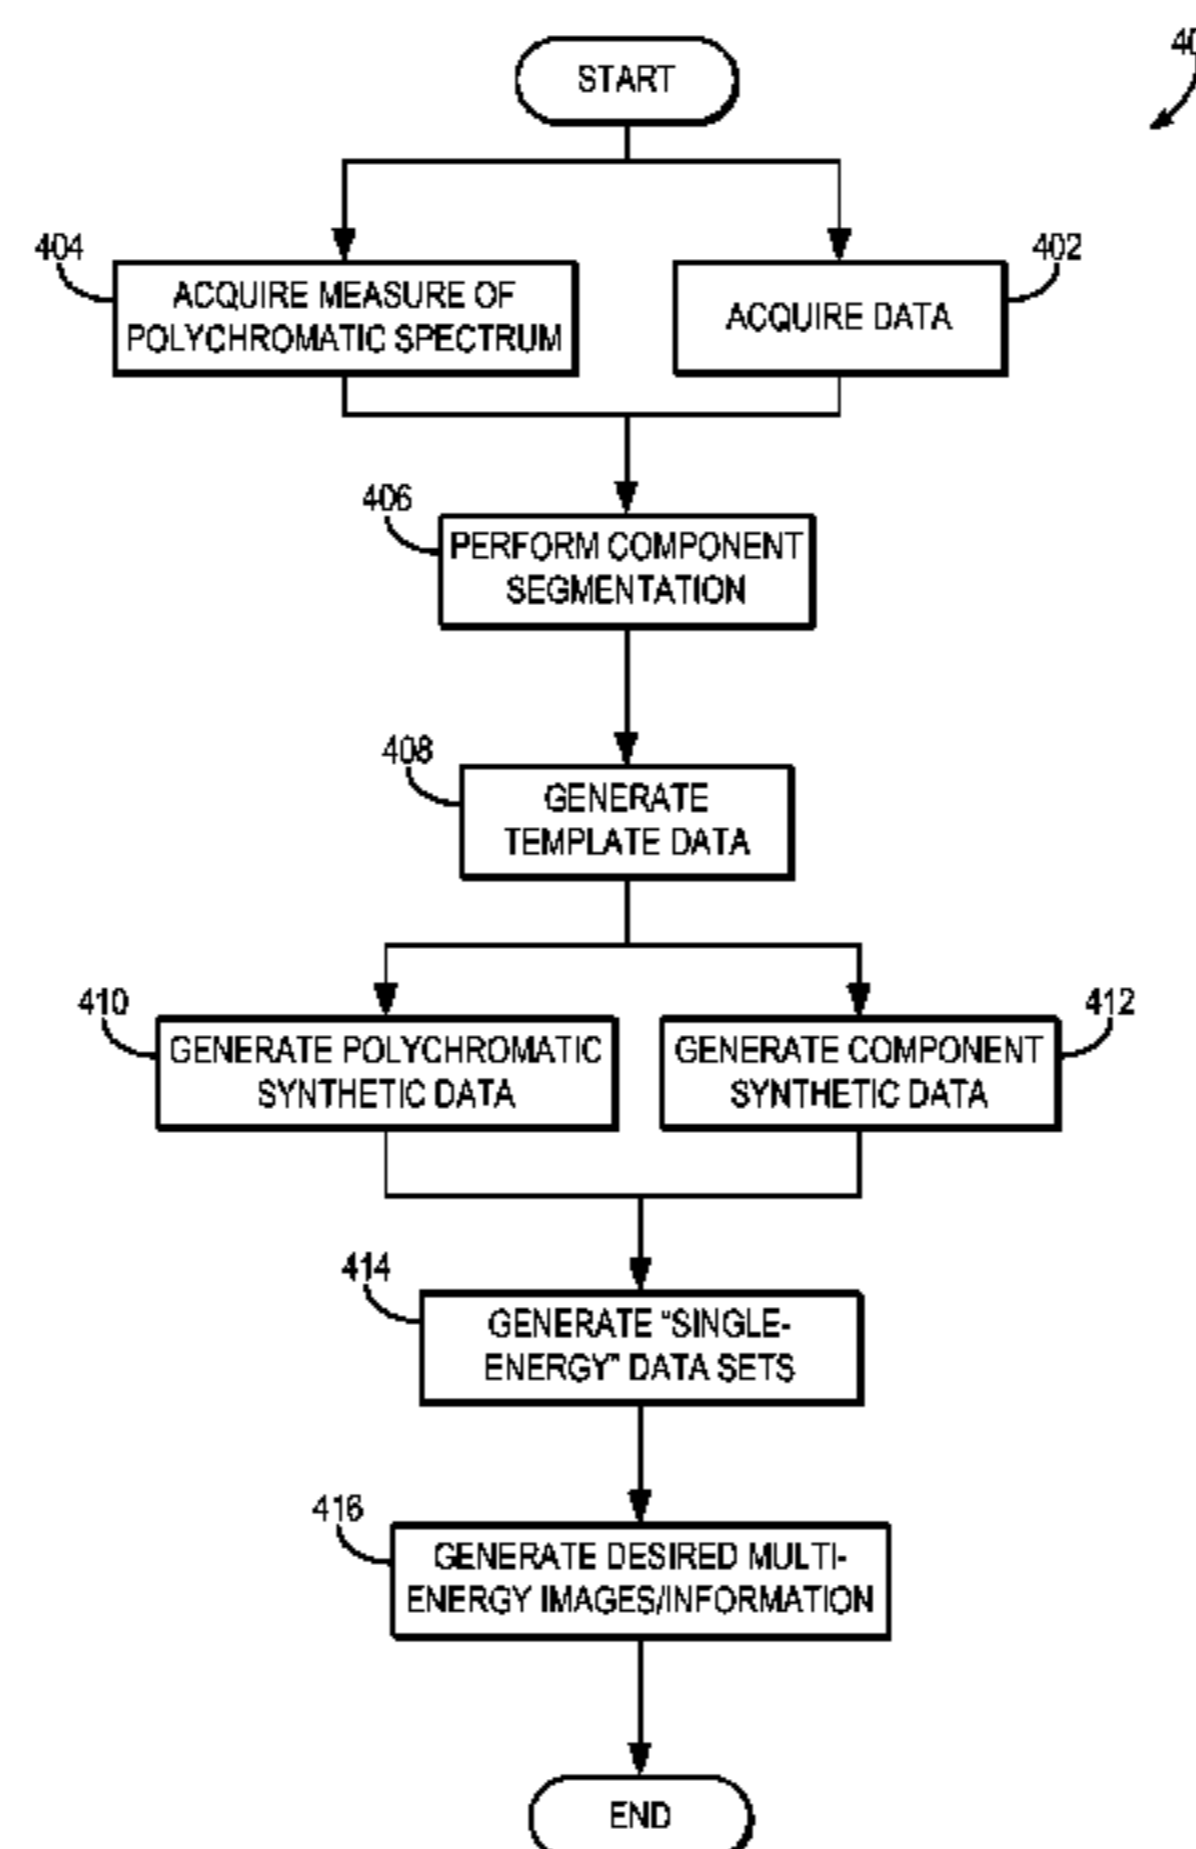 START
404
402
ACQUIRE MEASURE OF
POLYCHROMATIC SPECTRUM
ACQUIRE DATA
406
PERFORM COMPONENT
SEGMENTATION
408
GENERATE
TEMPLATE DATA
410
412
GENERATE POLYCHROMATIC
SYNTHETIC DATA
GENERATE COMPONENT
SYNTHETIC DATA
414
GENERATE “SINGLE-
ENERGY” DATA SETS
416
GENERATE DESIRED MULTI-
ENERGY IMAGES/INFORMATION
END